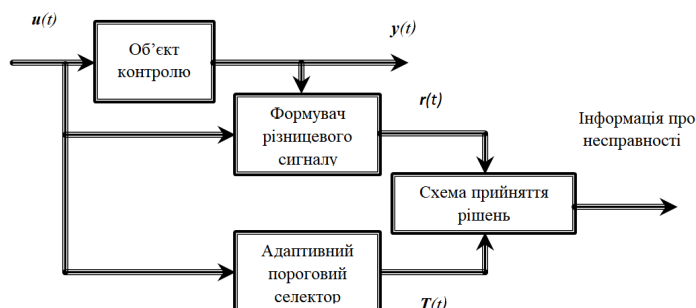 u(t)
y(t)
Об’єкт
контролю
r(t)
Формувач
різницевого
сигналу
Інформація про
несправності
Схема прийняття
рішень
Адаптивний
пороговий
селектор
T(t)